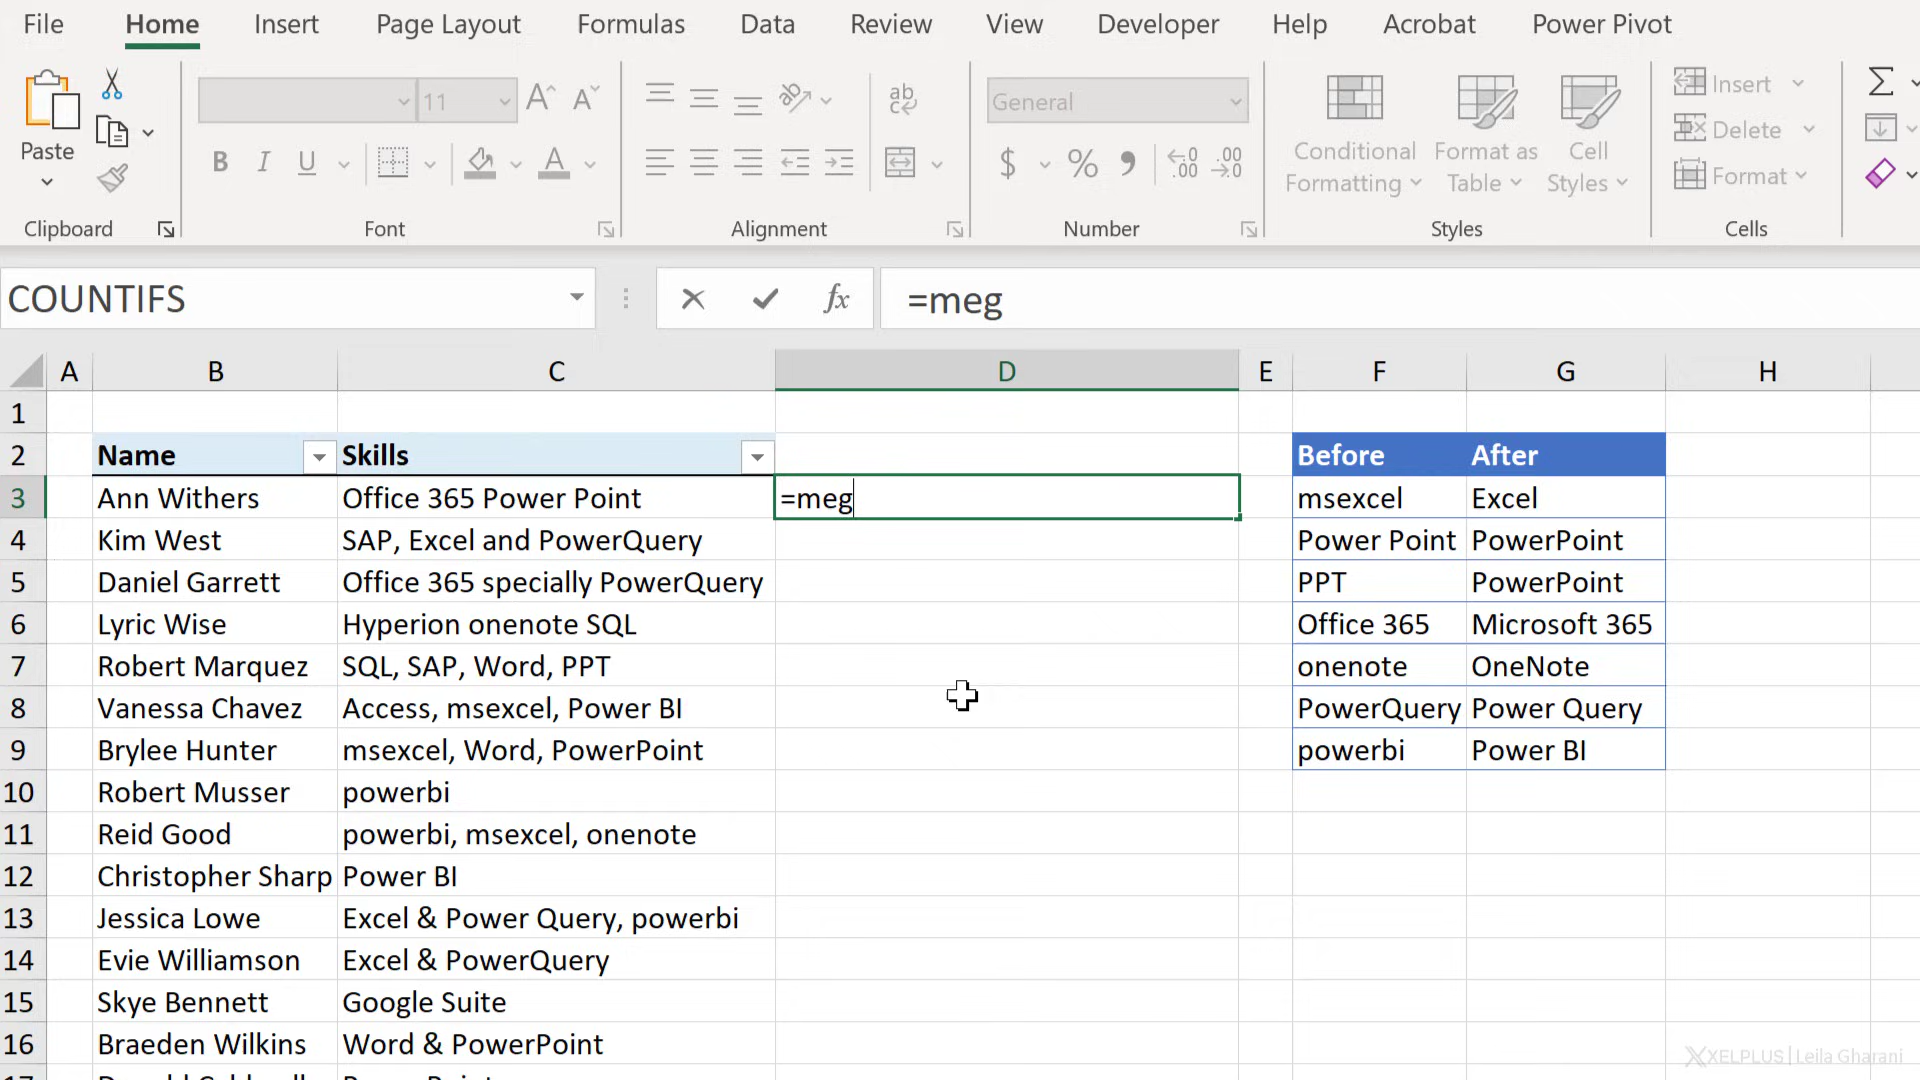 File Home Insert Page Layout Formulas Data Review View Developer Help Acrobat Power Pivot
11 A A ab c General Insert
Paste Conditional Format as Cell Delete
B I U A $ % 9 .00 .00 Formatting Table Styles Format
Clipboard Font Alignment Number Styles Cells
COUNTIFS fx =meg
A B C D E F G H
1
2 Name Skills Before After
3 Ann Withers Office 365 Power Point =meg msexcel Excel
4 Kim West SAP, Excel and PowerQuery Power Point PowerPoint
5 Daniel Garrett Office 365 specially PowerQuery PPT PowerPoint
6 Lyric Wise Hyperion onenote SQL Office 365 Microsoft 365
7 Robert Marquez SQL, SAP, Word, PPT onenote OneNote
8 Vanessa Chavez Access, msexcel, Power BI PowerQuery Power Query
9 Brylee Hunter msexcel, Word, PowerPoint powerbi Power BI
10 Robert Musser powerbi
11 Reid Good powerbi, msexcel, onenote
12 Christopher Sharp Power BI
13 Jessica Lowe Excel & Power Query, powerbi
14 Evie Williamson Excel & PowerQuery
15 Skye Bennett Google Suite
16 Braeden Wilkins Word & PowerPoint
XELPLUS | Leila Gharani